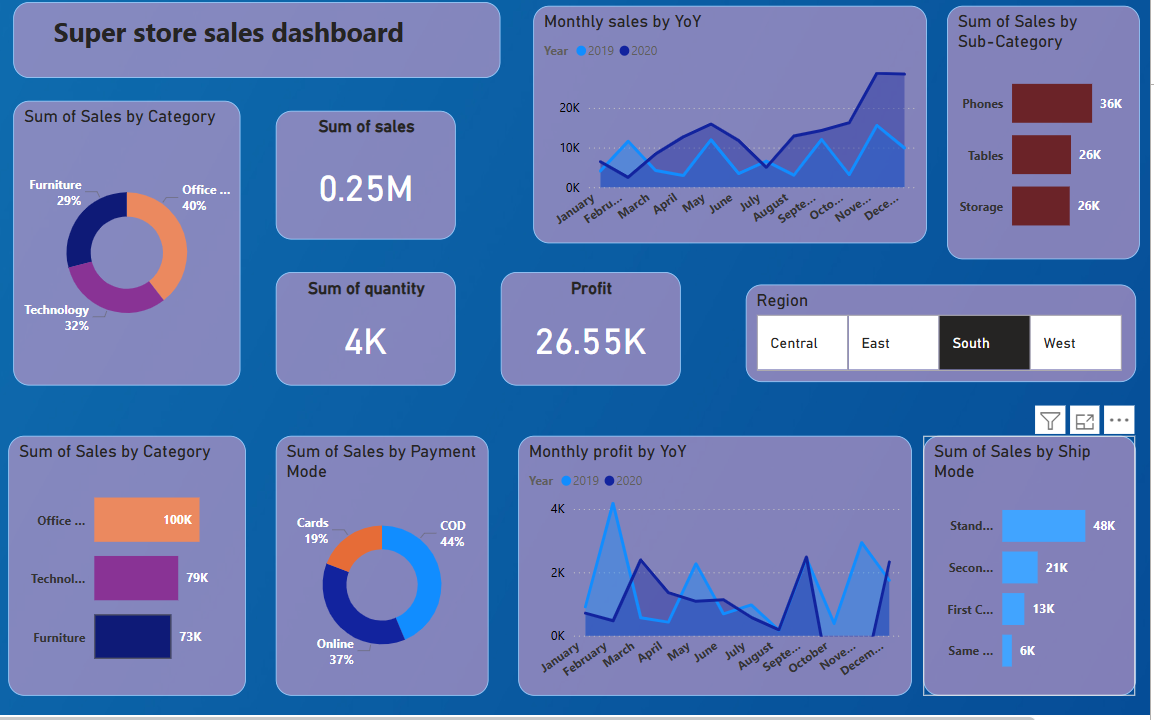 Super store sales dashboard
Sum of Sales by Category
Furniture
29%
Office ...
40%
Technology
32%
Sum of sales
0.25M
Monthly sales by YoY
Year 2019 2020
20K
10K
0K
January
Febru...
March
April
May
June
July
August
Septe...
Octo...
Nove...
Dece...
Sum of Sales by
Sub-Category
Phones 36K
Tables 26K
Storage 26K
Sum of quantity
4K
Profit
26.55K
Region
Central East South West
Sum of Sales by Category
Office ... 100K
Technol... 79K
Furniture 73K
Sum of Sales by Payment
Mode
Cards
19%
COD
44%
Online
37%
Monthly profit by YoY
Year 2019 2020
4K
2K
0K
January
February
March
April
May
June
July
August
Septe...
October
Nove...
Decem...
Sum of Sales by Ship
Mode
Stand... 48K
Secon... 21K
First C... 13K
Same ... 6K